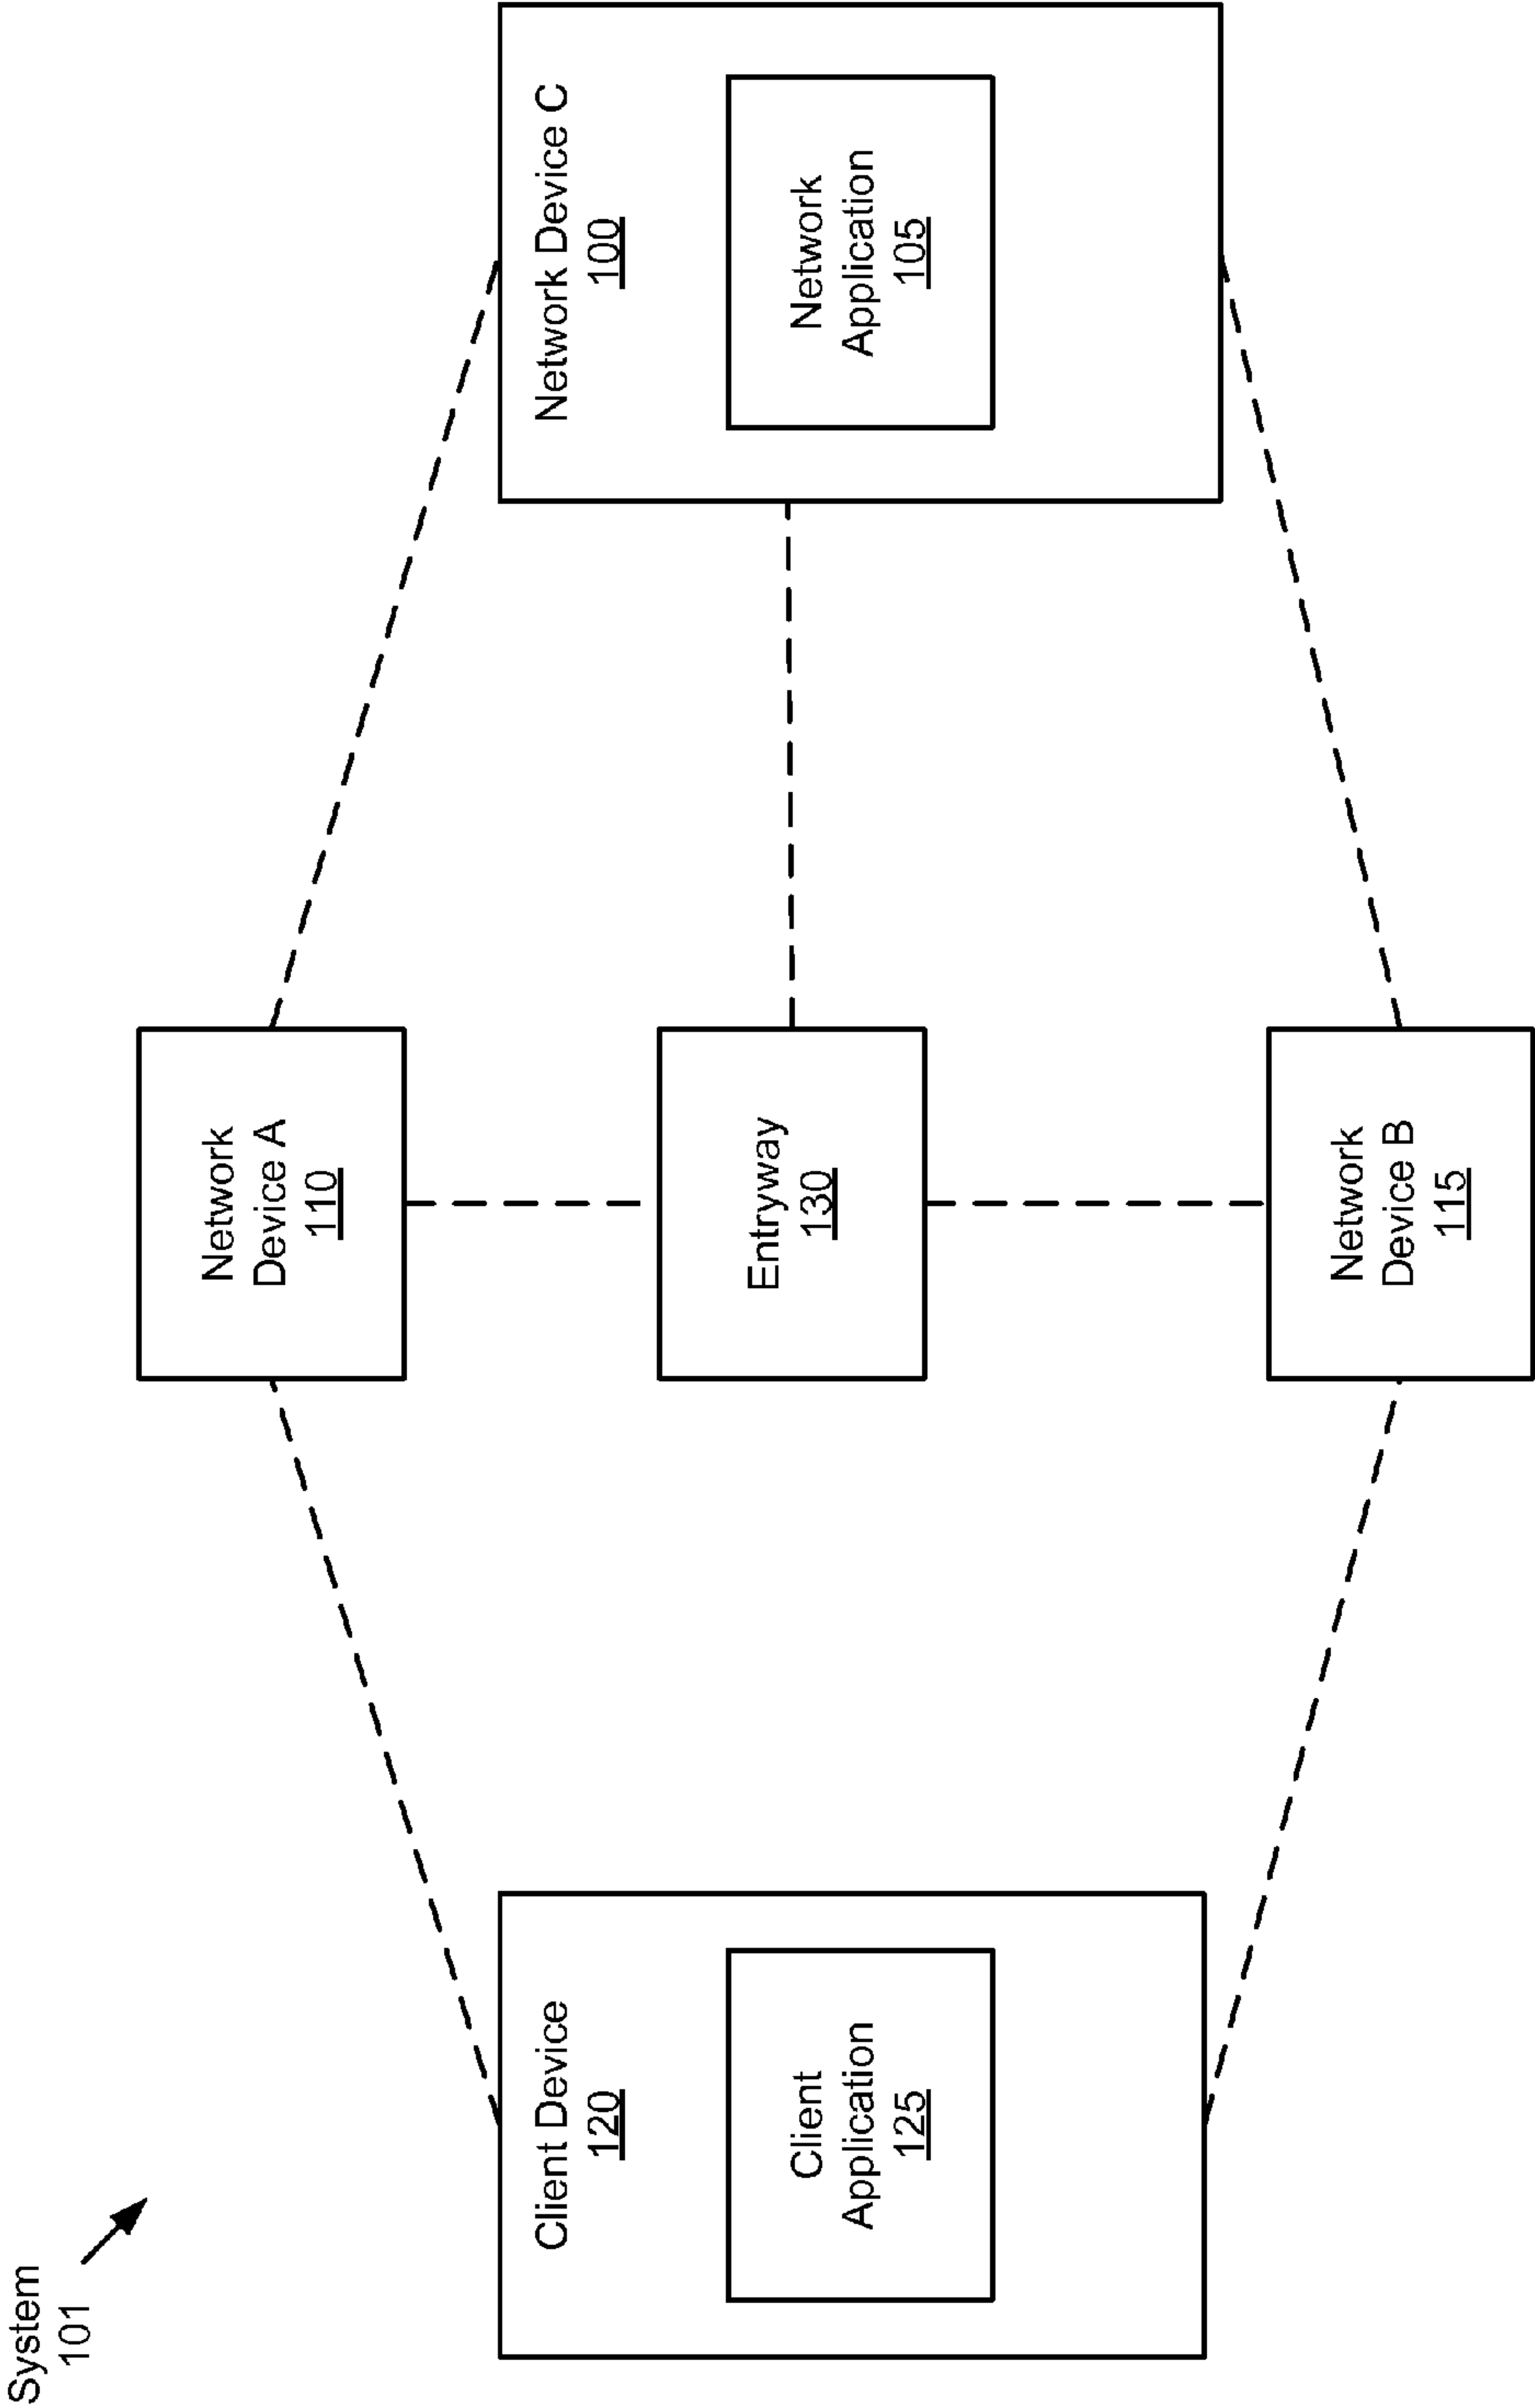 System
101
Client Device
120
Client
Application
125
Network
Device A
110
Entryway
130
Network
Device B
115
Network Device C
100
Network
Application
105